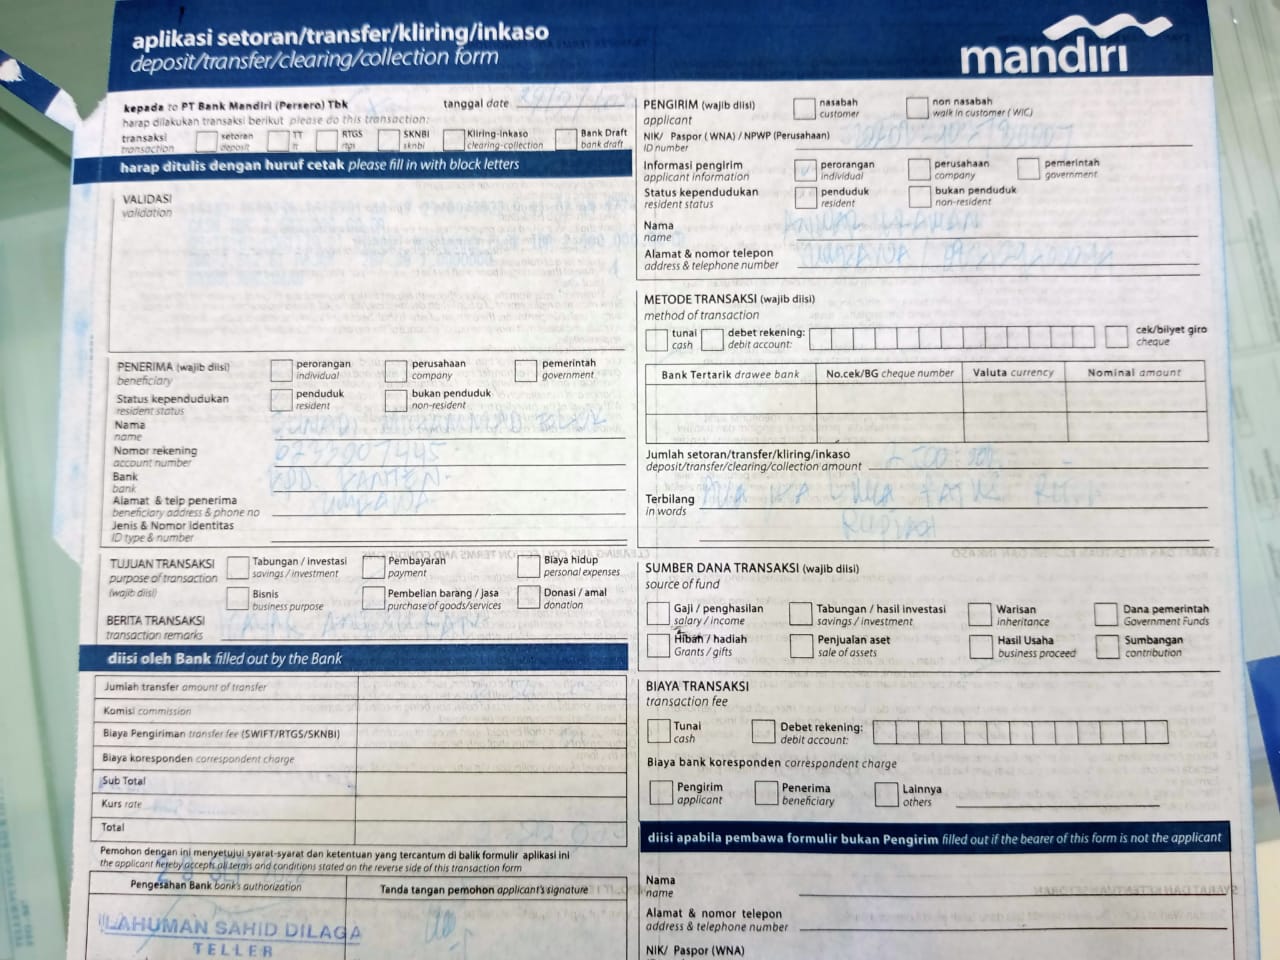 aplikasi setoran/transfer/kliring/inkaso
deposit/transfer/clearing/collection form
mandiri
kepada to PT Bank Mandiri (Persero) Tbk
tanggal date
harap dilakukan transaksi berikut please do this transaction:
transaksi
transaction
setoran
deposit
TT
tt
RTGS
rtgs
SKNBI
sknbi
Kliring-inkaso
clearing-collection
Bank Draft
bank draft
harap ditulis dengan huruf cetak please fill in with block letters
VALIDASI
validation
PENERIMA (wajib diisi)
beneficiary
perorangan
individual
perusahaan
company
pemerintah
government
Status kependudukan
resident status
penduduk
resident
bukan penduduk
non-resident
Nama
name
Nomor rekening
account number
Bank
bank
Alamat & telp penerima
beneficiary address & phone no
Jenis & Nomor Identitas
ID type & number
TUJUAN TRANSAKSI
purpose of transaction
(wajib diisi)
Tabungan / investasi
savings / investment
Pembayaran
payment
Biaya hidup
personal expenses
Bisnis
business purpose
Pembelian barang / jasa
purchase of goods/services
Donasi / amal
donation
BERITA TRANSAKSI
transaction remarks
diisi oleh Bank filled out by the Bank
Jumlah transfer amount of transfer
Komisi commission
Biaya Pengiriman transfer fee (SWIFT/RTGS/SKNBI)
Biaya koresponden correspondent charge
Sub Total
Kurs rate
Total
Pemohon dengan ini menyetujui syarat-syarat dan ketentuan yang tercantum di balik formulir aplikasi ini
the applicant hereby accepts all terms and conditions stated on the reverse side of this transaction form
Pengesahan Bank bank's authorization
Tanda tangan pemohon applicant's signature
LAHUMAN SAHID DILAGA
TELLER
PENGIRIM (wajib diisi)
applicant
nasabah
customer
non nasabah
walk in customer ( WIC)
NIK/ Paspor ( WNA) / NPWP (Perusahaan)
ID number
Informasi pengirim
applicant information
perorangan
individual
perusahaan
company
pemerintah
government
Status kependudukan
resident status
penduduk
resident
bukan penduduk
non-resident
Nama
name
Alamat & nomor telepon
address & telephone number
METODE TRANSAKSI (wajib diisi)
method of transaction
tunai
cash
debet rekening:
debit account:
cek/bilyet giro
cheque
Bank Tertarik drawee bank
No.cek/BG cheque number
Valuta currency
Nominal amount
Jumlah setoran/transfer/kliring/inkaso
deposit/transfer/clearing/collection amount
Terbilang
in words
SUMBER DANA TRANSAKSI (wajib diisi)
source of fund
Gaji / penghasilan
salary / income
Tabungan / hasil investasi
savings / investment
Warisan
inheritance
Dana pemerintah
Government Funds
Hibah / hadiah
Grants / gifts
Penjualan aset
sale of assets
Hasil Usaha
business proceed
Sumbangan
contribution
BIAYA TRANSAKSI
transaction fee
Tunai
cash
Debet rekening:
debit account:
Biaya bank koresponden correspondent charge
Pengirim
applicant
Penerima
beneficiary
Lainnya
others
diisi apabila pembawa formulir bukan Pengirim filled out if the bearer of this form is not the applicant
Nama
name
Alamat & nomor telepon
address & telephone number
NIK/ Paspor (WNA)